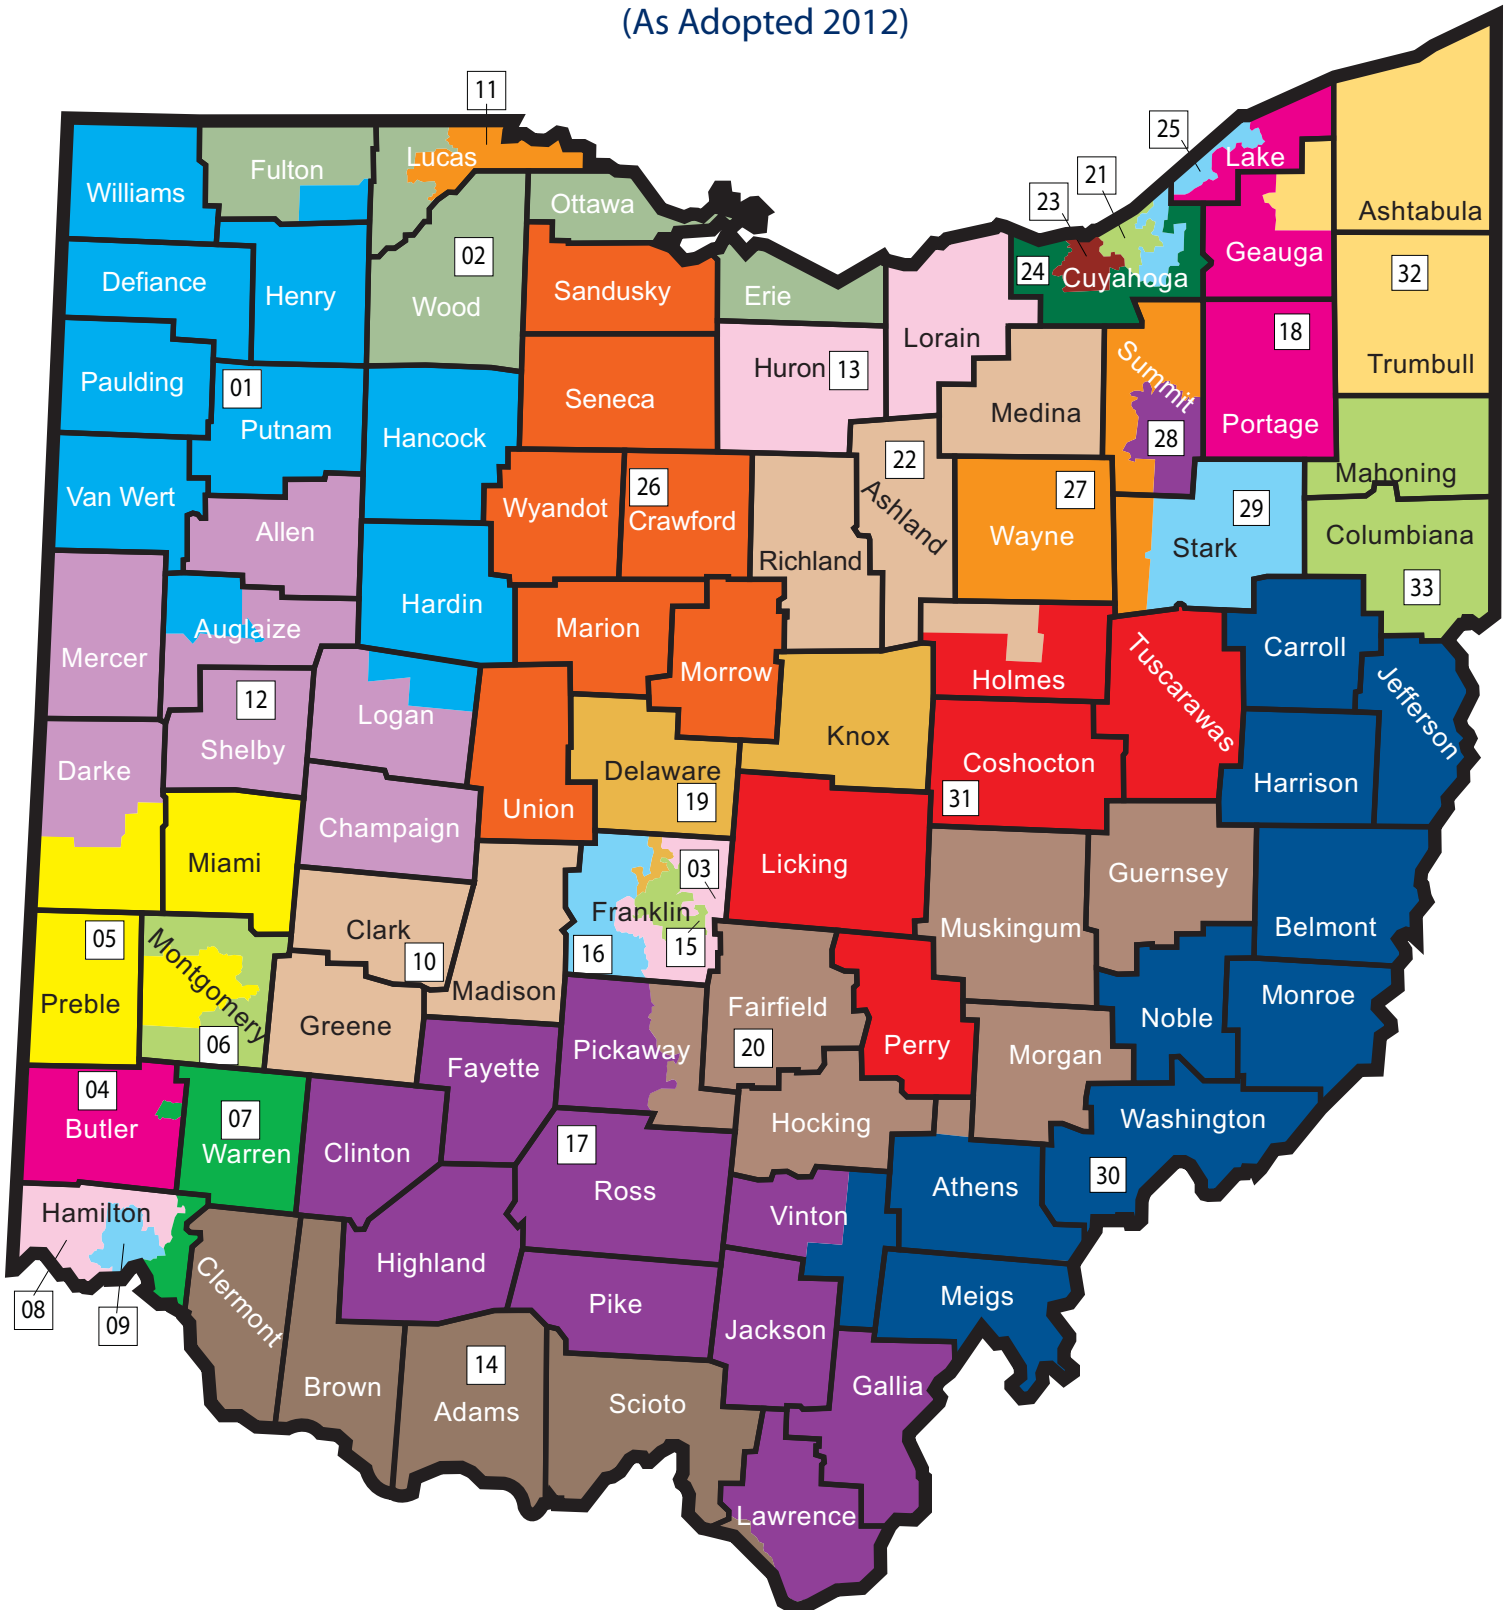 (As Adopted 2012)
11
25
Lucas
Lake
Fulton
Williams
21
23
Ottawa
Ashtabula
02
24
Cuyahoga
Geauga
32
Defiance
Henry
Wood
Sandusky
Erie
Lorain
18
Trumbull
Paulding
01
Huron
13
Summit
Seneca
Medina
Portage
Putnam
Hancock
28
22
Mahoning
Van Wert
26
27
Wyandot
Crawford
Ashland
29
Allen
Wayne
Stark
Columbiana
Richland
33
Hardin
Auglaize
Marion
Mercer
Morrow
Holmes
Tuscarawas
Carroll
Jefferson
12
Logan
Shelby
Knox
Darke
Delaware
19
Coshocton
31
Harrison
Union
Champaign
Miami
Licking
03
Guernsey
Franklin
Clark
Muskingum
Belmont
05
Montgomery
10
16
15
Madison
Preble
Greene
Fairfield
Monroe
Noble
06
20
Pickaway
Perry
Morgan
Fayette
04
07
Butler
Warren
Hocking
Washington
Clinton
17
Ross
30
Athens
Hamilton
Vinton
Highland
Clermont
08
09
Pike
Meigs
Jackson
14
Brown
Adams
Scioto
Gallia
Lawrence